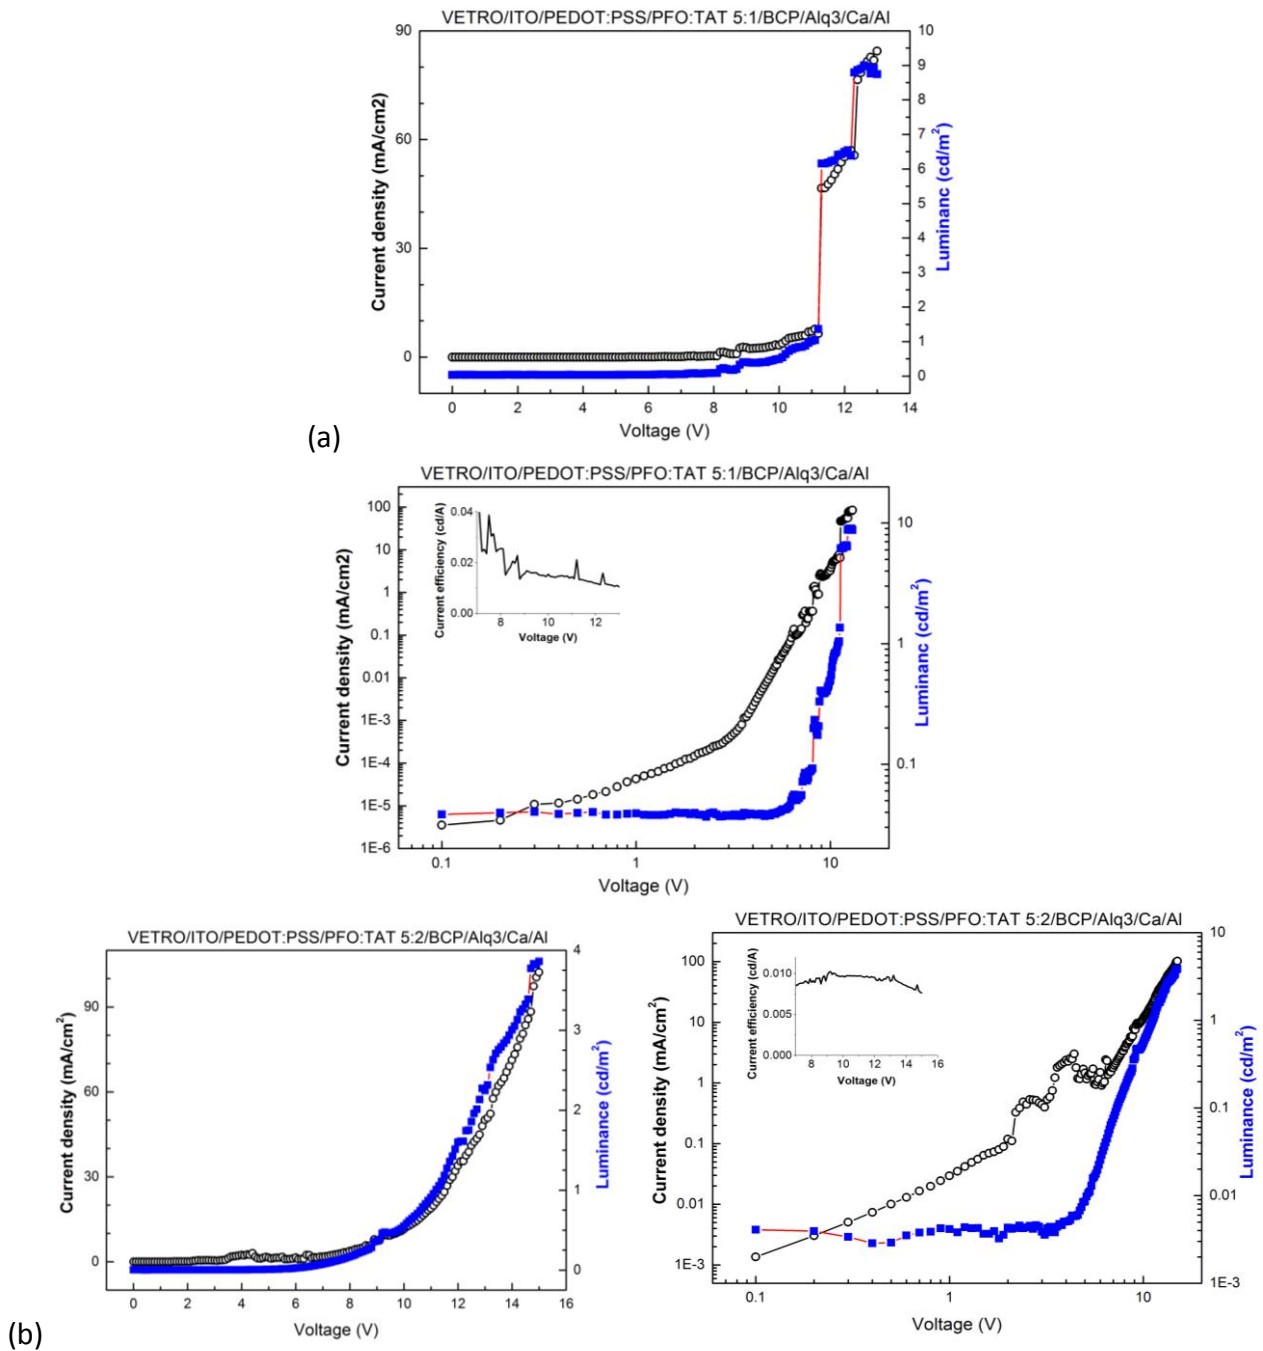 VETRO/ITO/PEDOT:PSS/PFO:TAT 5:1/BCP/Alq3/Ca/Al
90
60
30
0
Current density (mA/cm2)
10
9
8
7
6
5
4
3
2
1
0
Luminanc (cd/m²)
0 2 4 6 8 10 12 14
Voltage (V)
(a)
VETRO/ITO/PEDOT:PSS/PFO:TAT 5:1/BCP/Alq3/Ca/Al
100
10
1
0.1
0.01
1E-3
1E-4
1E-5
1E-6
Current density (mA/cm2)
0.04
0.02
0.00
Current efficiency (cd/A)
8 10 12
Voltage (V)
10
1
0.1
Luminanc (cd/m²)
0.1 1 10
Voltage (V)
VETRO/ITO/PEDOT:PSS/PFO:TAT 5:2/BCP/Alq3/Ca/Al
90
60
30
0
Current density (mA/cm²)
4
3
2
1
0
Luminance (cd/m²)
0 2 4 6 8 10 12 14 16
Voltage (V)
VETRO/ITO/PEDOT:PSS/PFO:TAT 5:2/BCP/Alq3/Ca/Al
100
10
1
0.1
0.01
1E-3
Current density (mA/cm²)
0.010
0.005
0.000
Current efficiency (cd/A)
8 10 12 14 16
Voltage (V)
10
1
0.1
0.01
1E-3
Luminance (cd/m²)
0.1 1 10
Voltage (V)
(b)